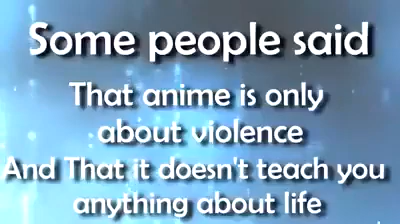 Some people said
That anime is only
about violence
And That it doesn't teach you
anything about life